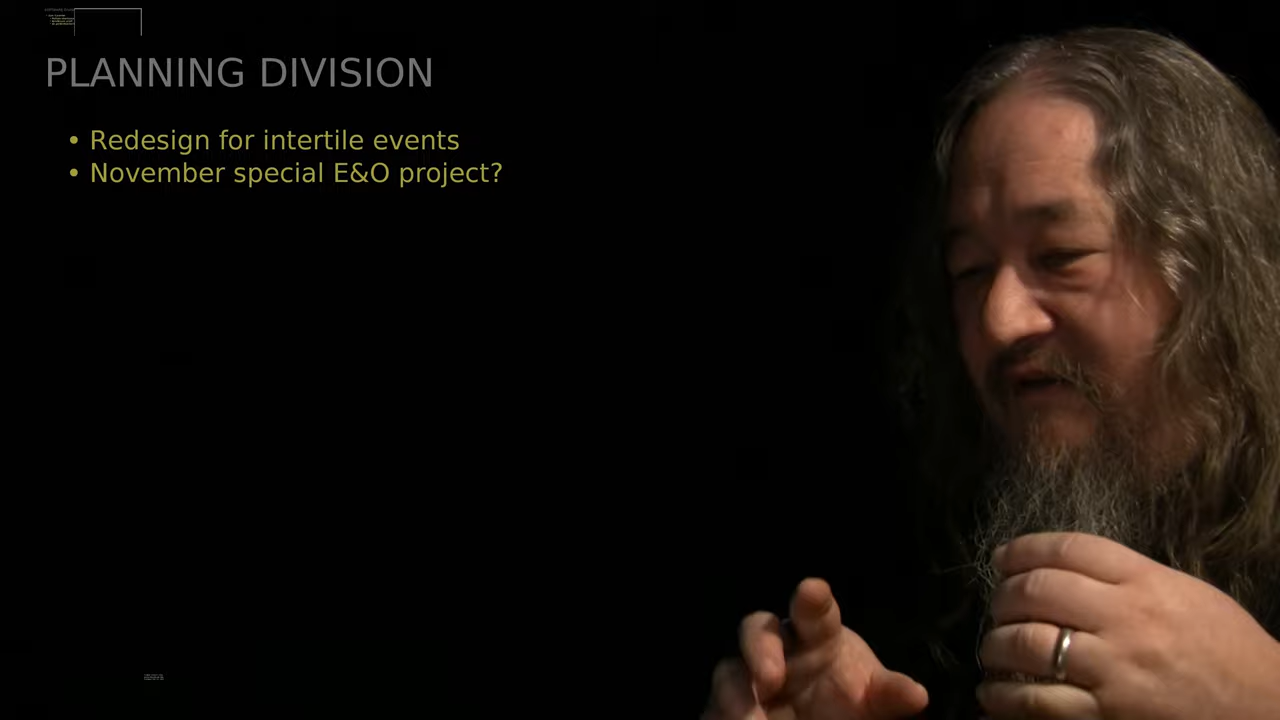 PLANNING DIVISION
• Redesign for intertile events
• November special E&O project?